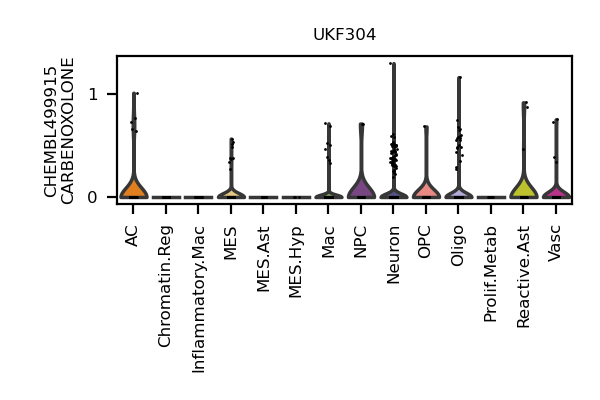 UKF304
CHEMBL499915
CARBENOXOLONE
1
0
AC
Chromatin.Reg
Inflammatory.Mac
MES
MES.Ast
MES.Hyp
Mac
NPC
Neuron
OPC
Oligo
Prolif.Metab
Reactive.Ast
Vasc